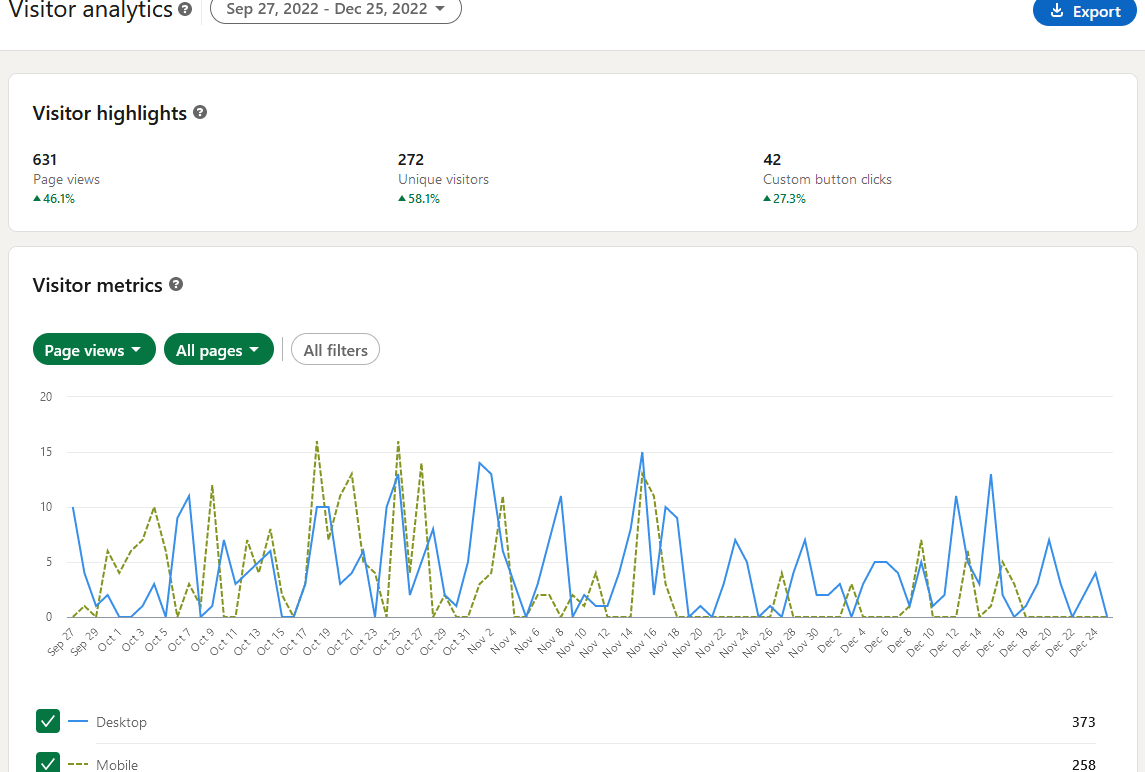 Visitor analytics ? Sep 27, 2022 - Dec 25, 2022 Export
Visitor highlights ?
631 272 42
Page views Unique visitors Custom button clicks
46.1% 58.1% 27.3%
Visitor metrics ?
Page views All pages All filters
20
15
10
5
0
Sep 27 Sep 29 Oct 1 Oct 3 Oct 5 Oct 7 Oct 9 Oct 11 Oct 13 Oct 15 Oct 17 Oct 19 Oct 21 Oct 23 Oct 25 Oct 27 Oct 29 Oct 31 Nov 2 Nov 4 Nov 6 Nov 8 Nov 10 Nov 12 Nov 14 Nov 16 Nov 18 Nov 20 Nov 22 Nov 24 Nov 26 Nov 28 Nov 30 Dec 2 Dec 4 Dec 6 Dec 8 Dec 10 Dec 12 Dec 14 Dec 16 Dec 18 Dec 20 Dec 22 Dec 24
Desktop 373
Mobile 258